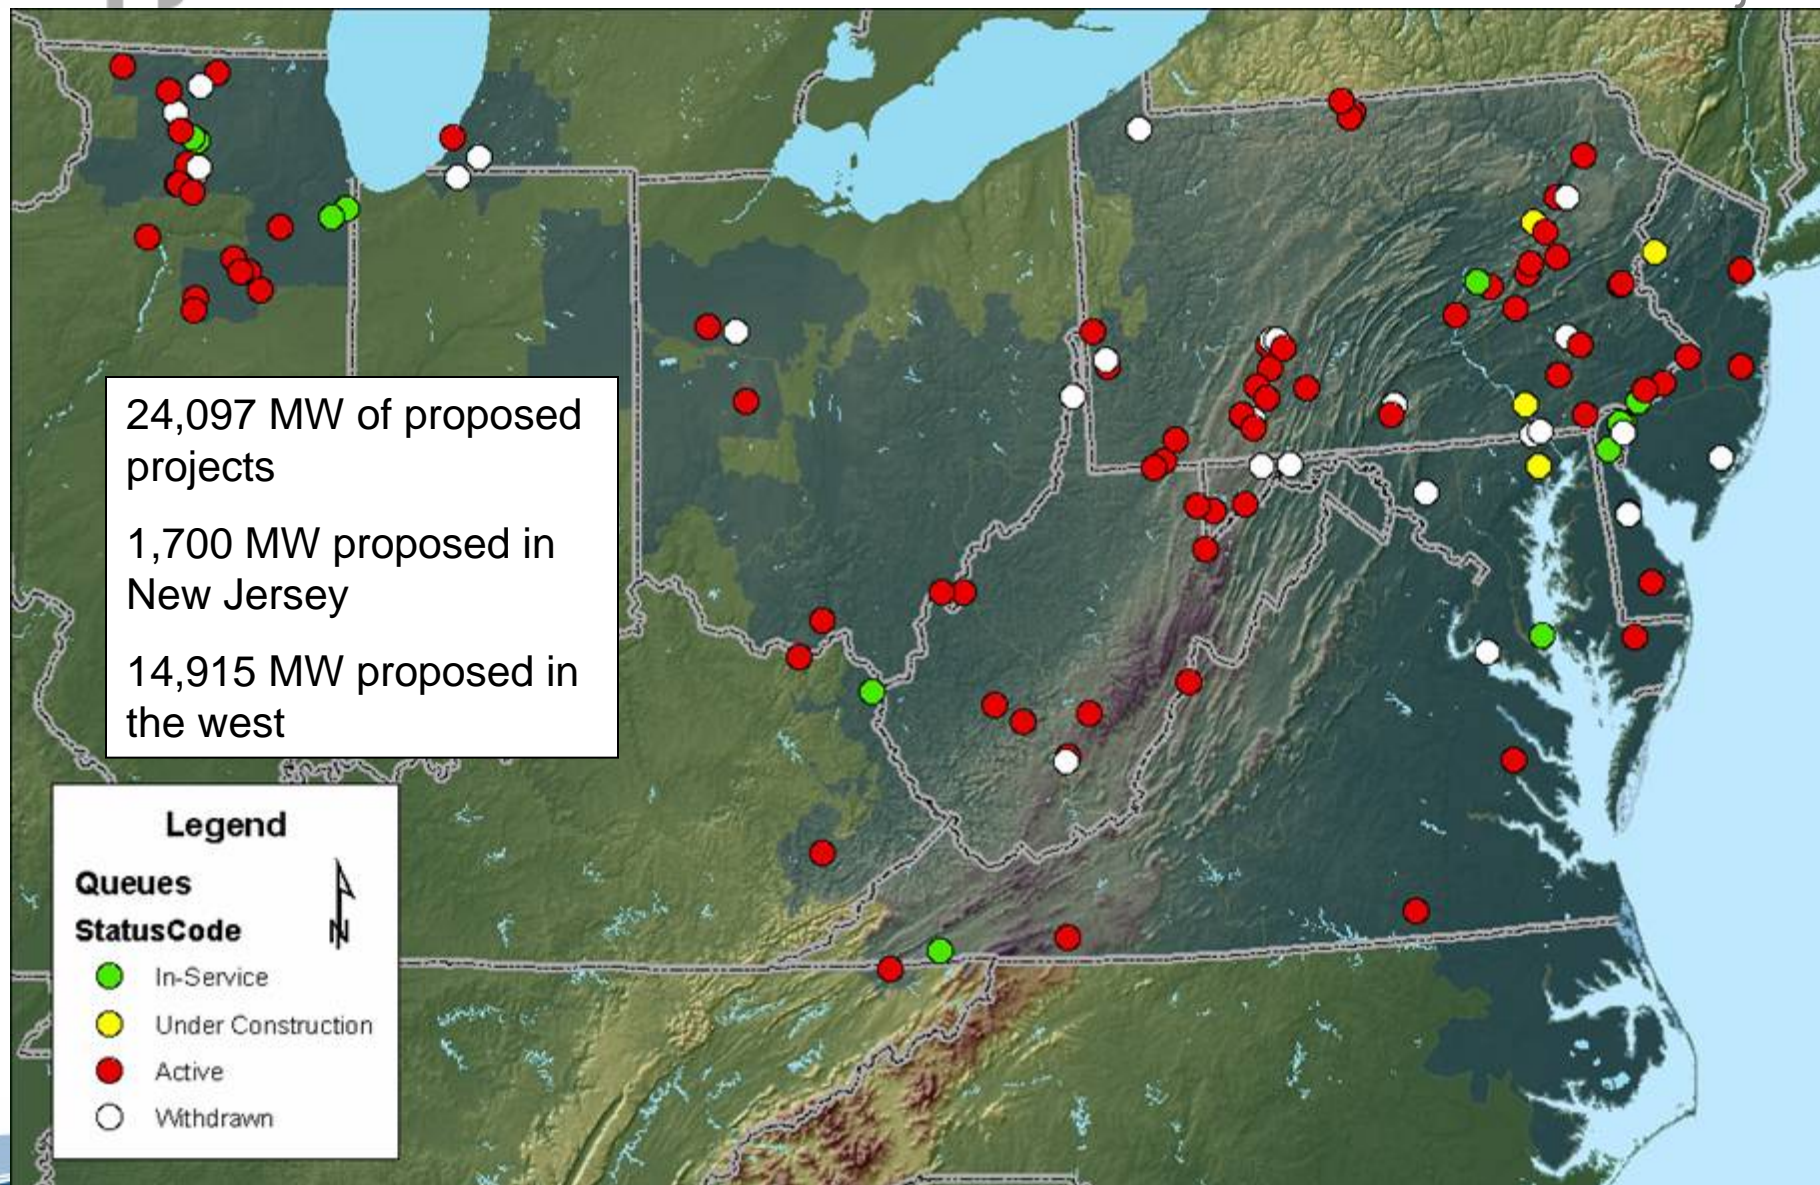 24,097 MW of proposed
projects
1,700 MW proposed in
New Jersey
14,915 MW proposed in
the west
Legend
Queues
StatusCode
N
In-Service
Under Construction
Active
Withdrawn